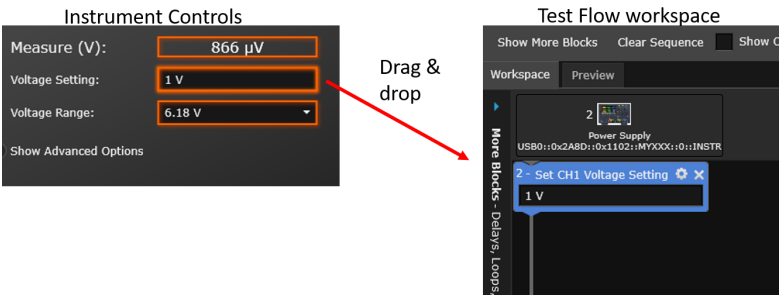 Instrument Controls
Measure (V): 866 µV
Voltage Setting: 1 V
Voltage Range: 6.18 V
Show Advanced Options
Drag &
drop
Test Flow workspace
Show More Blocks Clear Sequence Show C
Workspace Preview
More Blocks - Delays, Loops,
2
Power Supply
USB0::0x2A8D::0x1102::MYXXX::0::INSTR
2 - Set CH1 Voltage Setting
1 V